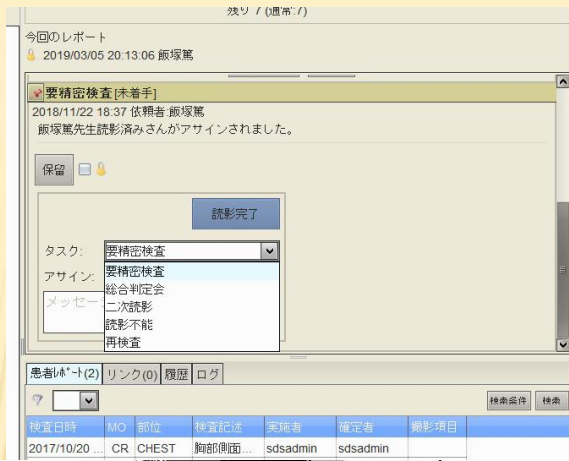 残り 7 (通常:7)
今回のレポート
2019/03/05 20:13:06 飯塚篤
要精密検査[未着手]
2018/11/22 18:37 依頼者:飯塚篤
飯塚篤先生読影済みさんがアサインされました。
保留
読影完了
タスク: 要精密検査
要精密検査
アサイン:
総合判定会
メッセー
二次読影
読影不能
再検査
患者ﾚﾎﾟｰﾄ(2) リンク(0) 履歴 ログ
検索条件 検索
検査日時 MO 部位 検査記述 実施者 確定者 撮影項目
2017/10/20 ... CR CHEST 胸部側面... sdsadmin sdsadmin